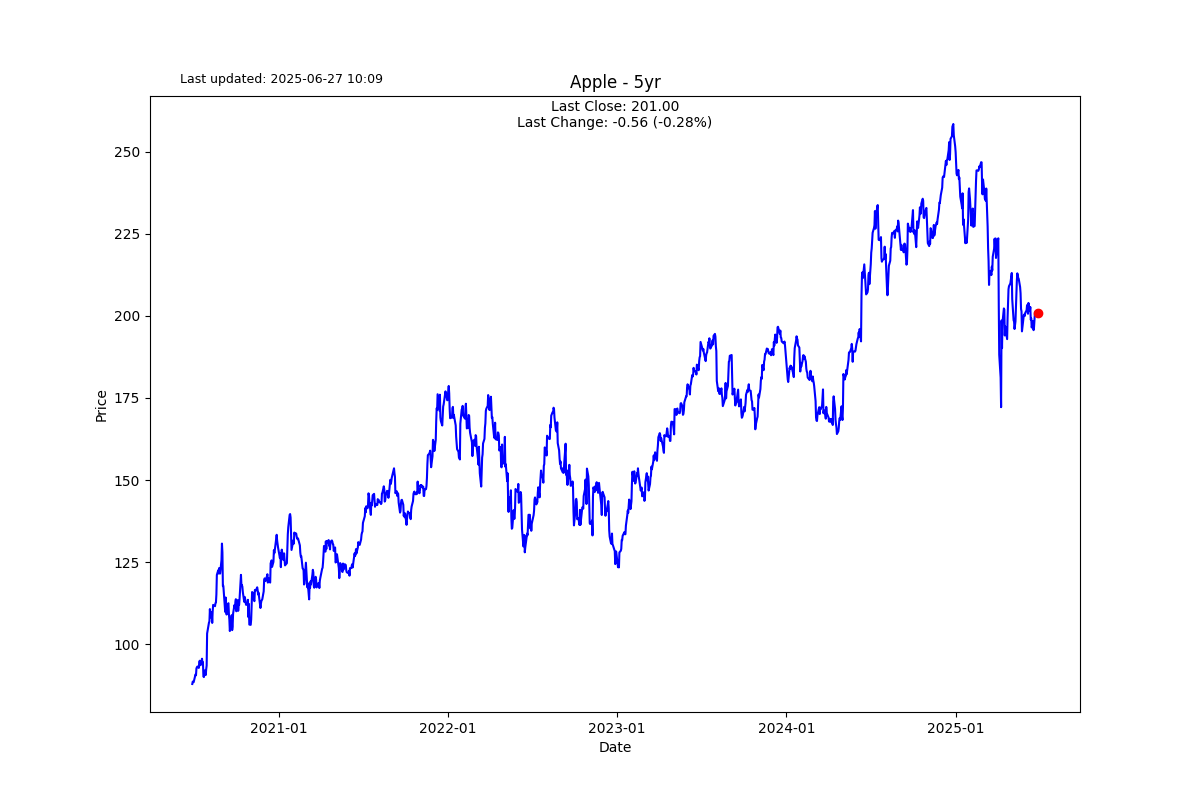 Last updated: 2025-06-27 10:09
Apple - 5yr
Last Close: 201.00
Last Change: -0.56 (-0.28%)
250
225
200
175
150
125
100
Price
2021-01
2022-01
2023-01
2024-01
2025-01
Date